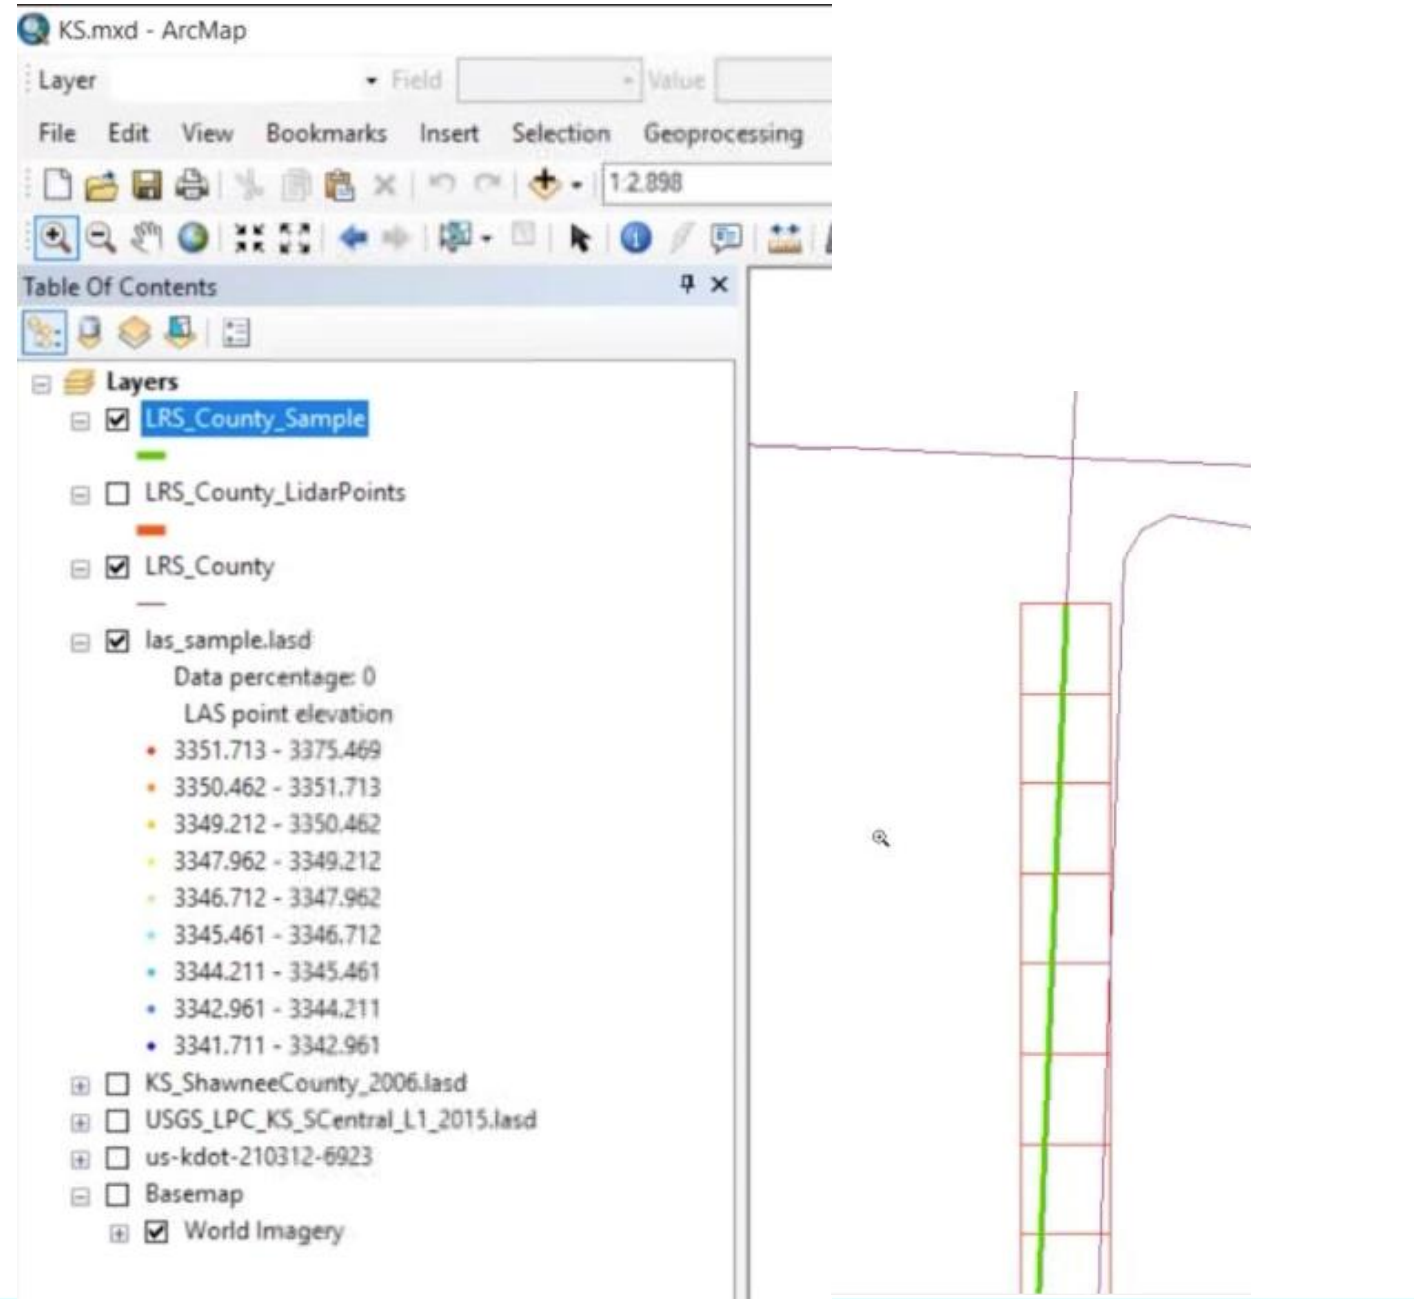 KS.mxd - ArcMap
Layer Field Value
File Edit View Bookmarks Insert Selection Geoprocessing
1:2.898
Table Of Contents
Layers
LRS_County_Sample
LRS_County_LidarPoints
LRS_County
las_sample.lasd
Data percentage: 0
LAS point elevation
3351.713 - 3375.469
3350.462 - 3351.713
3349.212 - 3350.462
3347.962 - 3349.212
3346.712 - 3347.962
3345.461 - 3346.712
3344.211 - 3345.461
3342.961 - 3344.211
3341.711 - 3342.961
KS_ShawneeCounty_2006.lasd
USGS_LPC_KS_SCentral_L1_2015.lasd
us-kdot-210312-6923
Basemap
World Imagery